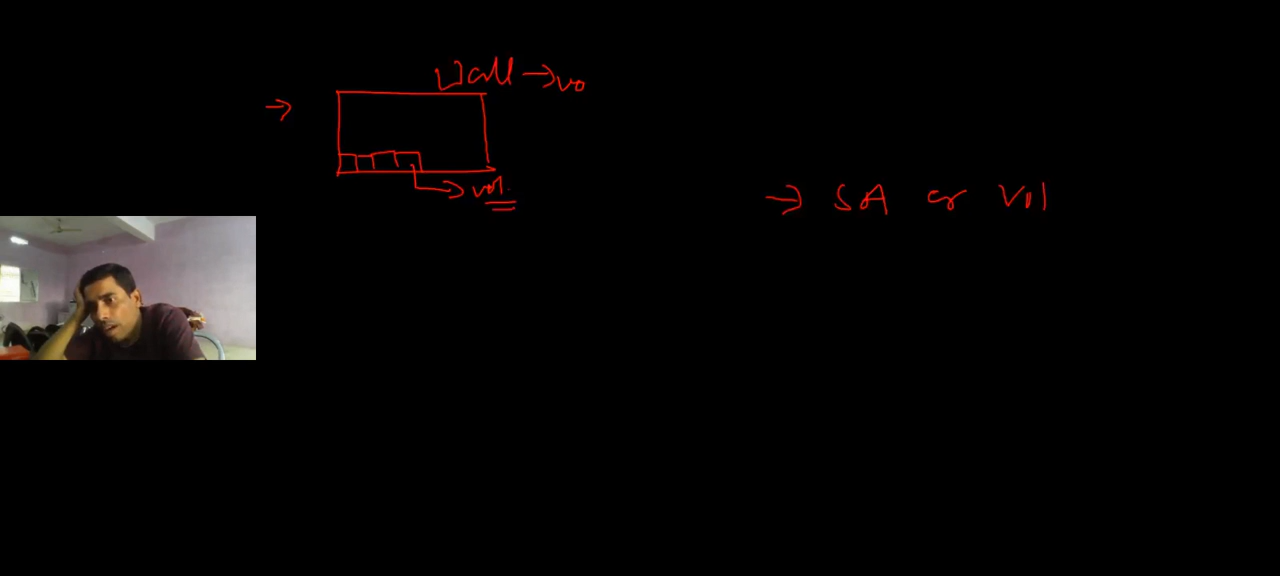 Wall → vo
→
→ vol.
→ SA or Vol